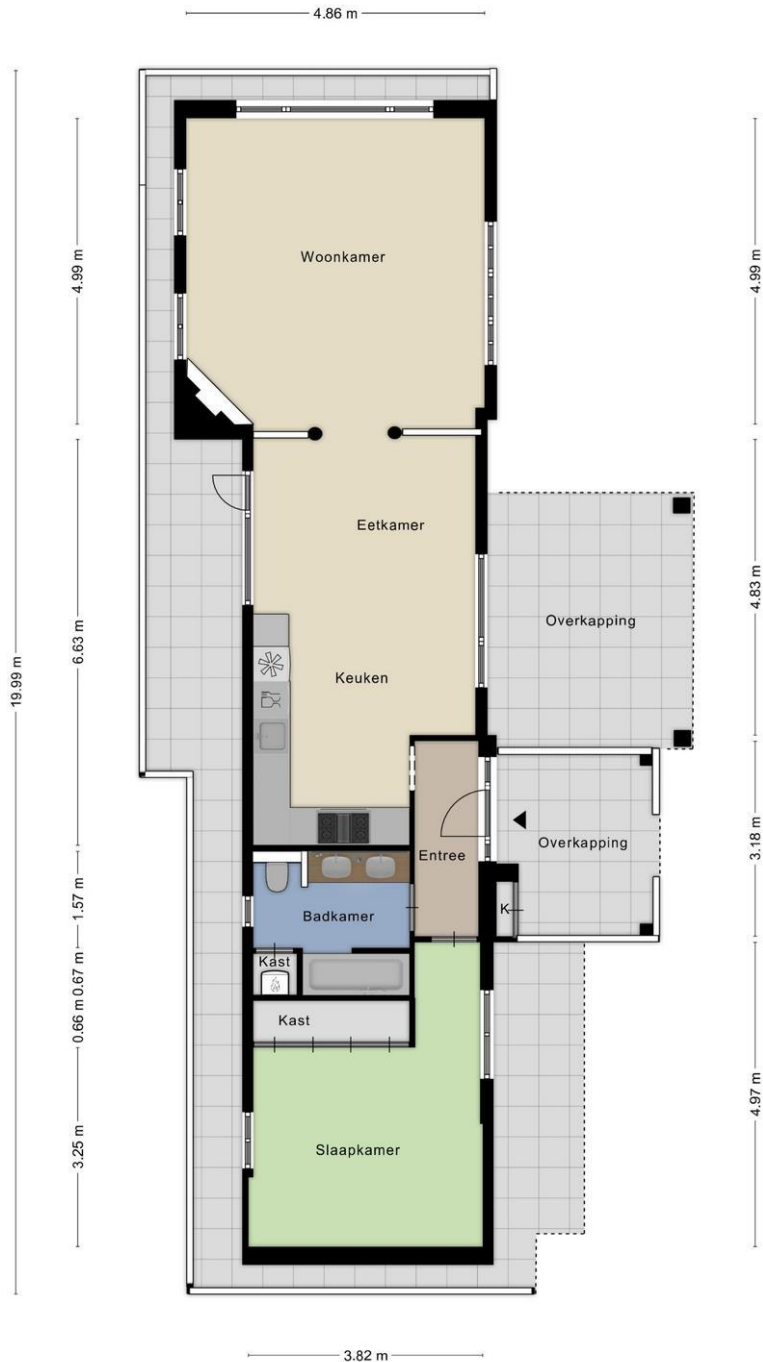 4.86 m
Woonkamer
4.99 m
4.99 m
Eetkamer
4.83 m
6.63 m
Overkapping
19.99 m
Keuken
Overkapping
3.18 m
Entree
1.57 m
K
Badkamer
Kast
0.67 m
0.66 m
Kast
4.97 m
3.25 m
Slaapkamer
3.82 m